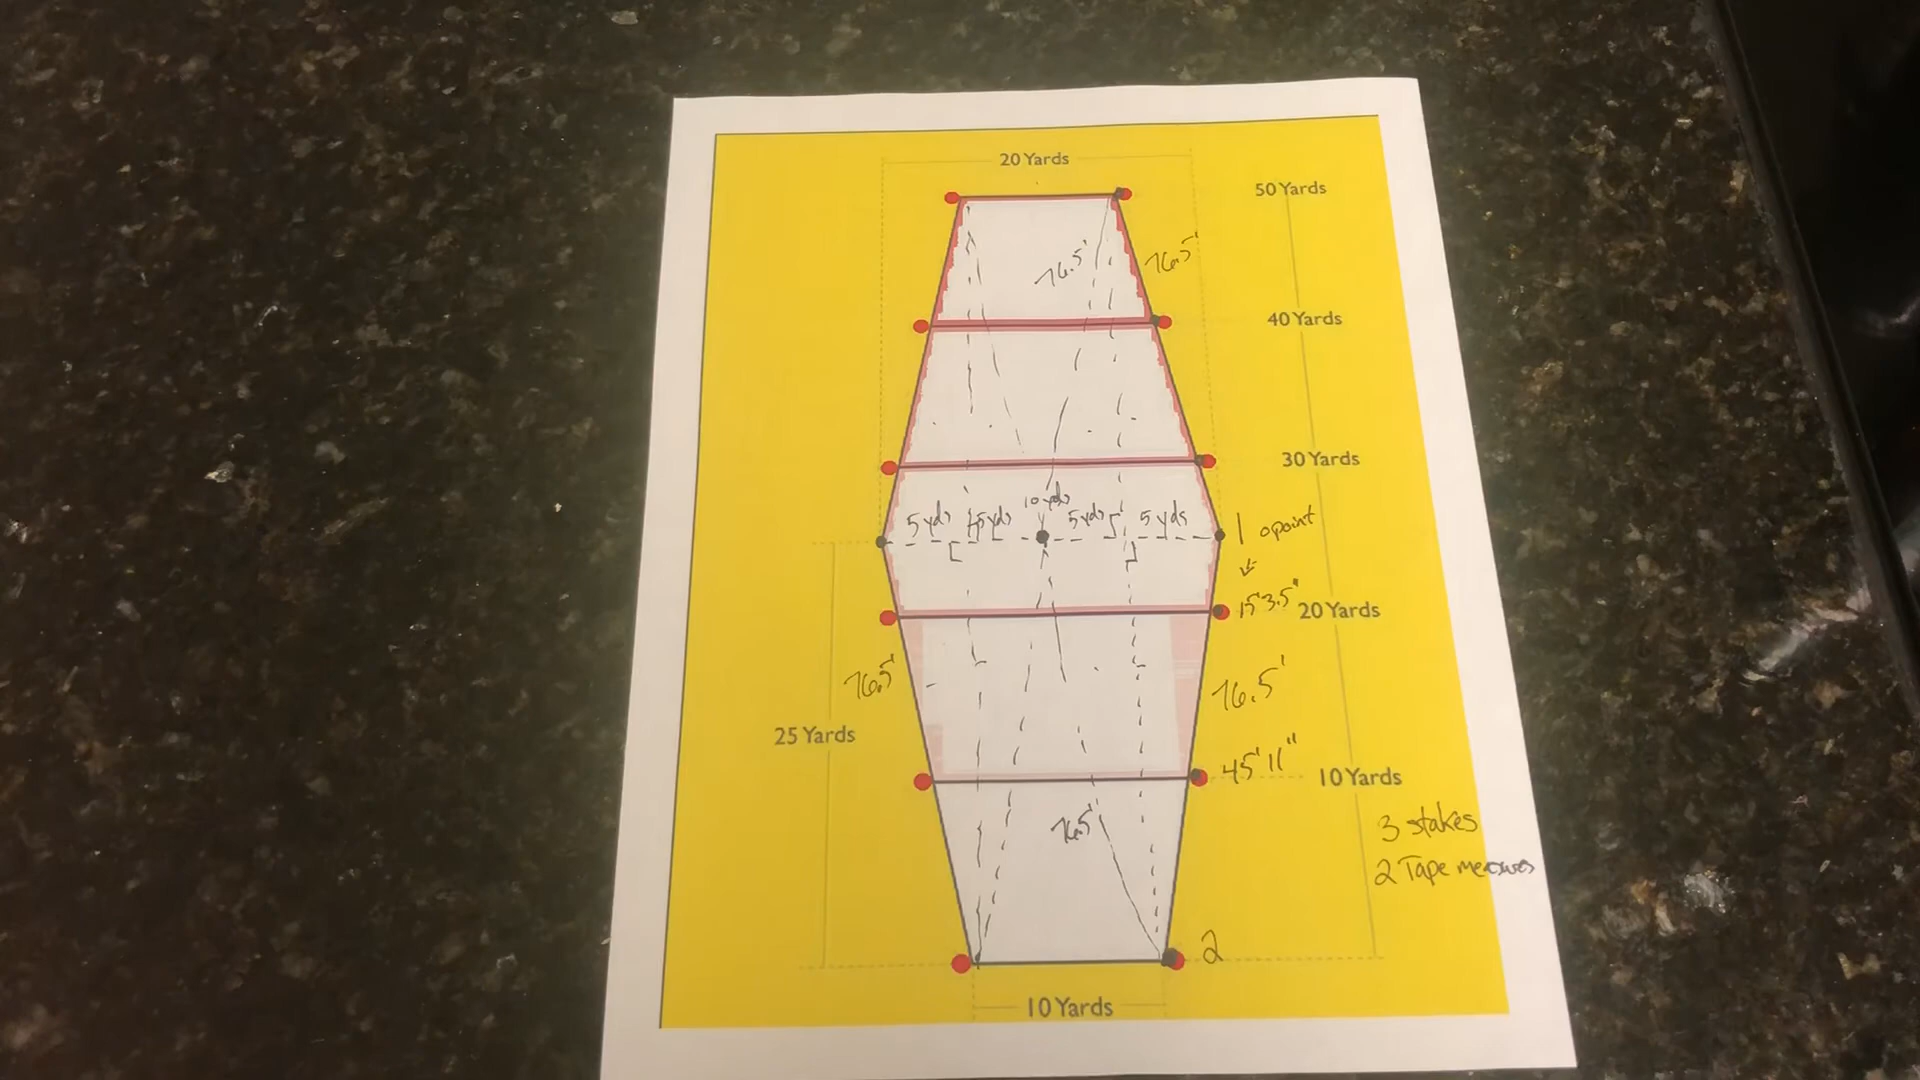 20 Yards
50 Yards
76.5' 76.5'
40 Yards
30 Yards
10 yds
5 yds 5 yds 5 yds 5 yds
1 opoint
15'3.5" 20 Yards
76.5' 76.5'
25 Yards
45'11" 10 Yards
76.5'
3 stakes
2 Tape measures
2
10 Yards